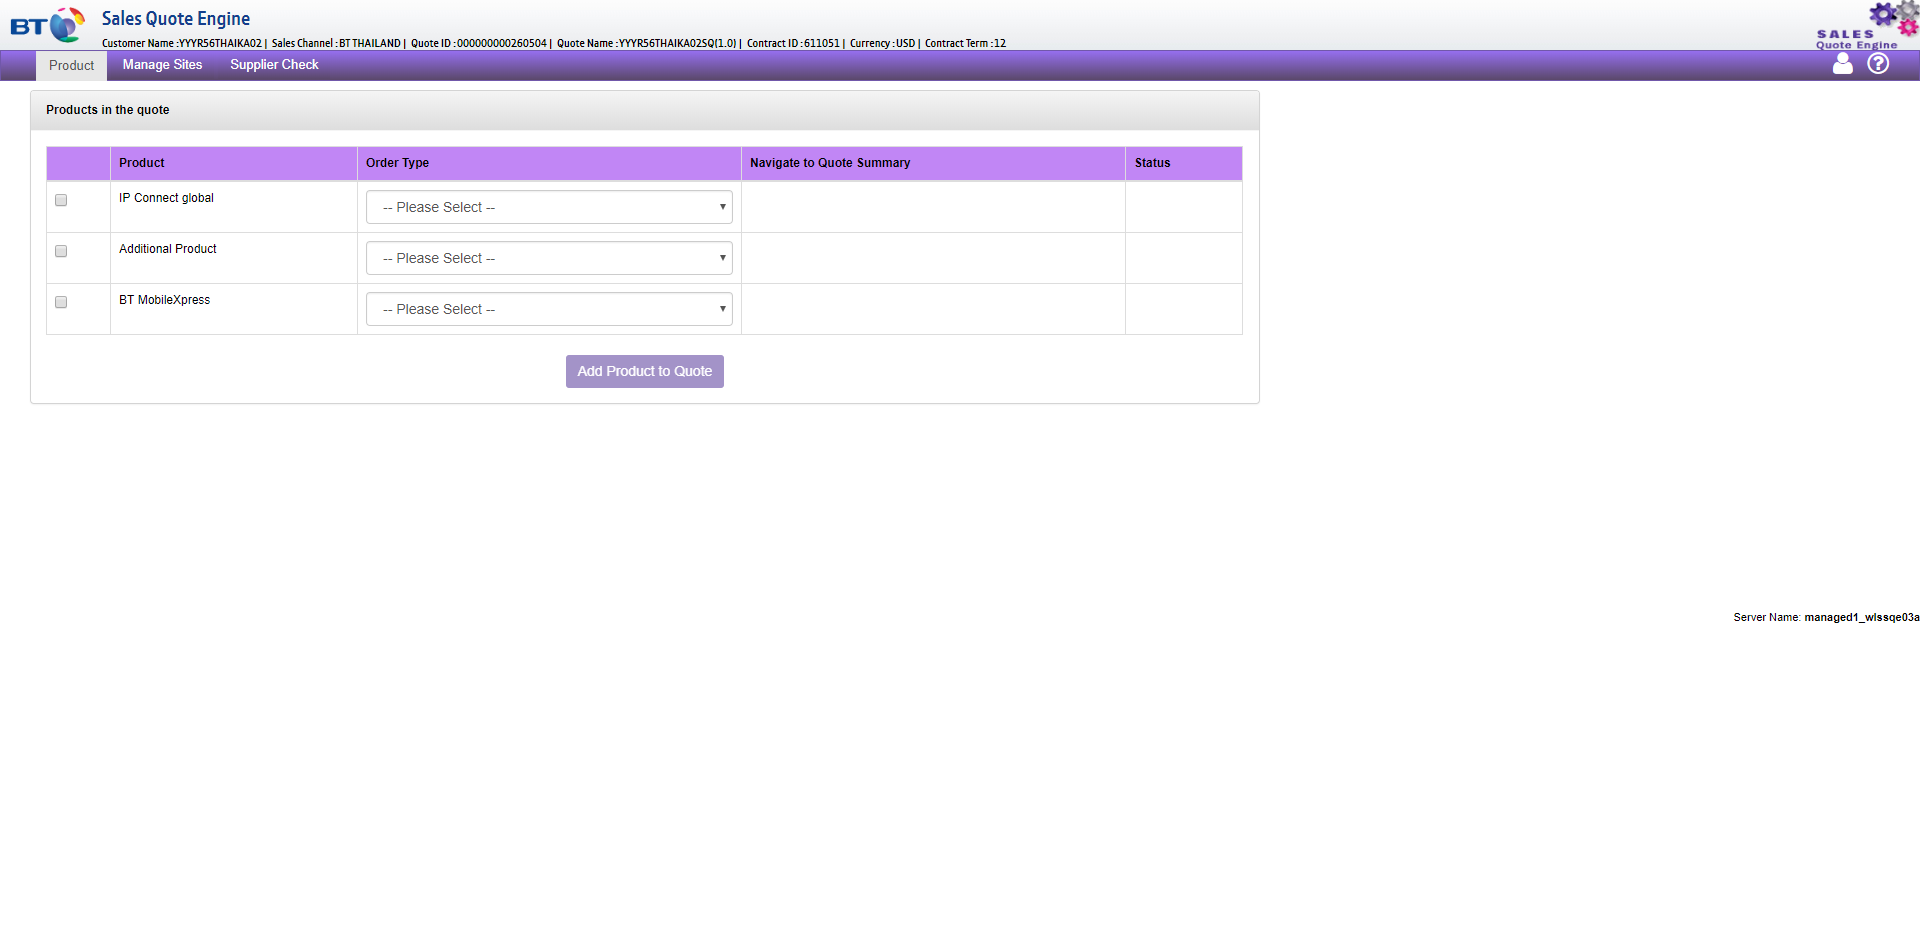 BT
Sales Quote Engine
Customer Name :YYYR56THAIKA02 | Sales Channel :BT THAILAND | Quote ID :000000000260504 | Quote Name :YYYR56THAIKA02SQ(1.0) | Contract ID :611051 | Currency :USD | Contract Term :12
SALES
Quote Engine
Product Manage Sites Supplier Check
Products in the quote
Product Order Type Navigate to Quote Summary Status
IP Connect global -- Please Select --
Additional Product -- Please Select --
BT MobileXpress -- Please Select --
Add Product to Quote
Server Name: managed1_wlssqe03a